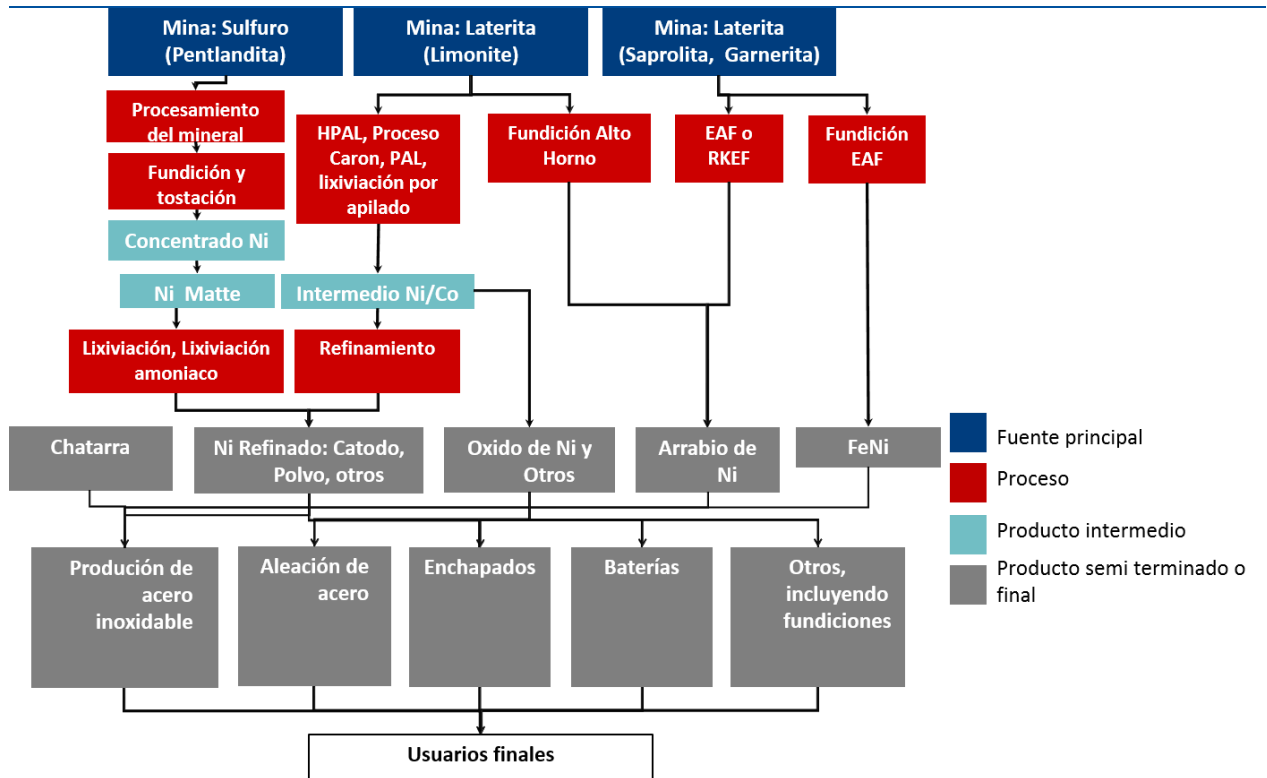 Mina: Sulfuro
(Pentlandita)
Mina: Laterita
(Limonite)
Mina: Laterita
(Saprolita, Garnerita)
Procesamiento
del mineral
HPAL, Proceso
Caron, PAL,
lixiviación por
apilado
Fundición Alto
Horno
EAF o
RKEF
Fundición
EAF
Fundición y
tostación
Concentrado Ni
Ni Matte
Intermedio Ni/Co
Lixiviación, Lixiviación
amoniaco
Refinamiento
Chatarra
Ni Refinado: Catodo,
Polvo, otros
Oxido de Ni y
Otros
Arrabio de
Ni
FeNi
Fuente principal
Proceso
Producto intermedio
Producto semi terminado o
final
Produción de
acero
inoxidable
Aleación de
acero
Enchapados
Baterías
Otros,
incluyendo
fundiciones
Usuarios finales